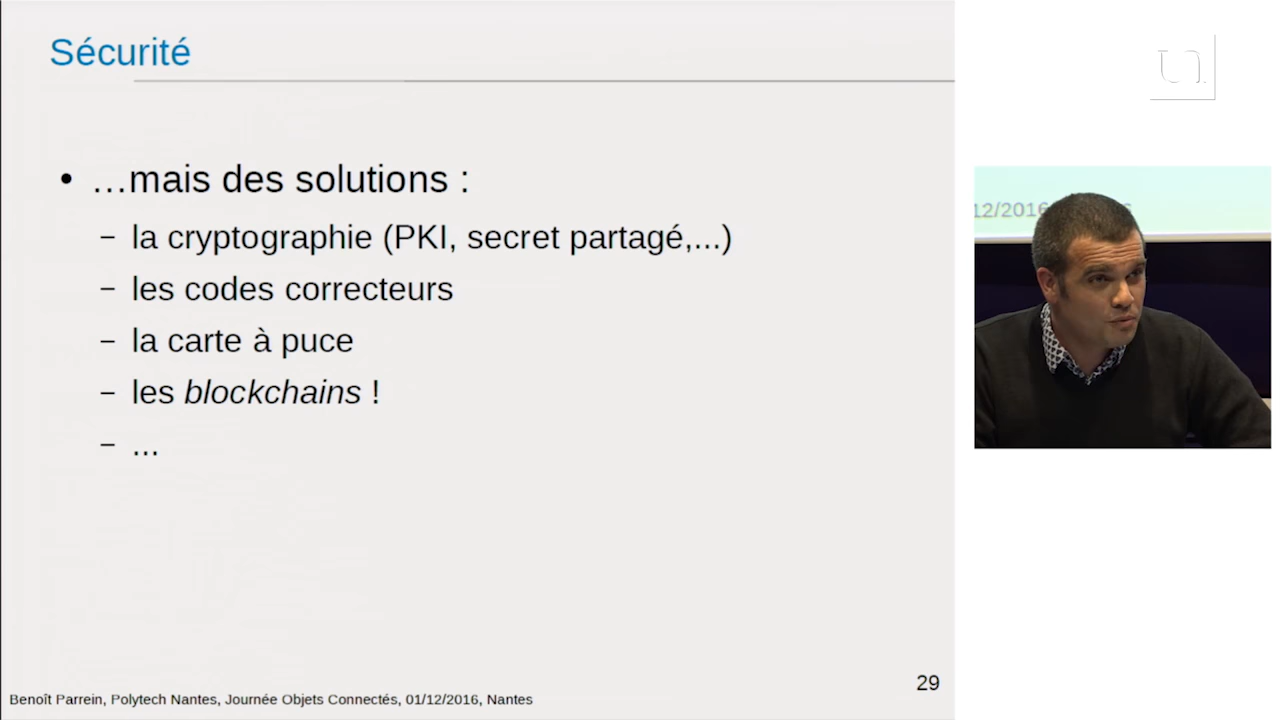 Sécurité
• …mais des solutions :
– la cryptographie (PKI, secret partagé,...)
– les codes correcteurs
– la carte à puce
– les blockchains !
– ...
29
Benoît Parrein, Polytech Nantes, Journée Objets Connectés, 01/12/2016, Nantes
12/2016